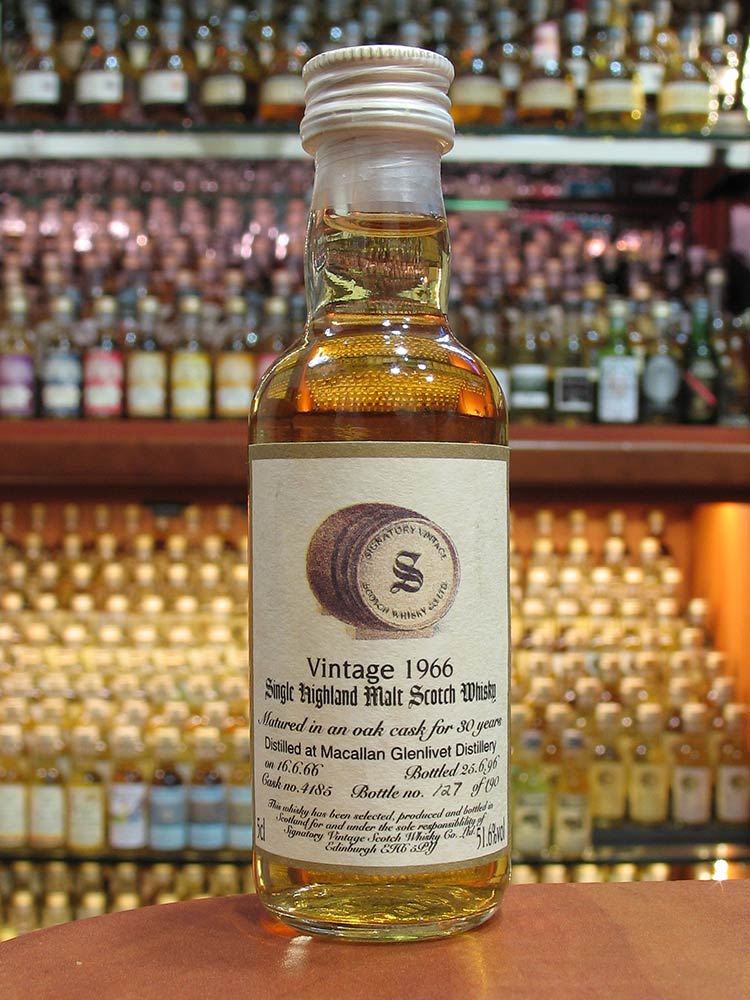 SIGNATORY VINTAGE
S
SCOTCH WHISKY CO LTD.
Vintage 1966
Single Highland Malt Scotch Whisky
Matured in an oak cask for 30 years
Distilled at Macallan Glenlivet Distillery
on 16.6.66 Bottled 25.6.96
Cask no.4185 Bottle no. 127 of 190
This whisky has been selected, produced and bottled in
Scotland for and under the sole responsiblility of
Signatory Vintage Scotch Whisky Co. Ltd.
Edinburgh EH6 5PJ
5cl 51.6%vol